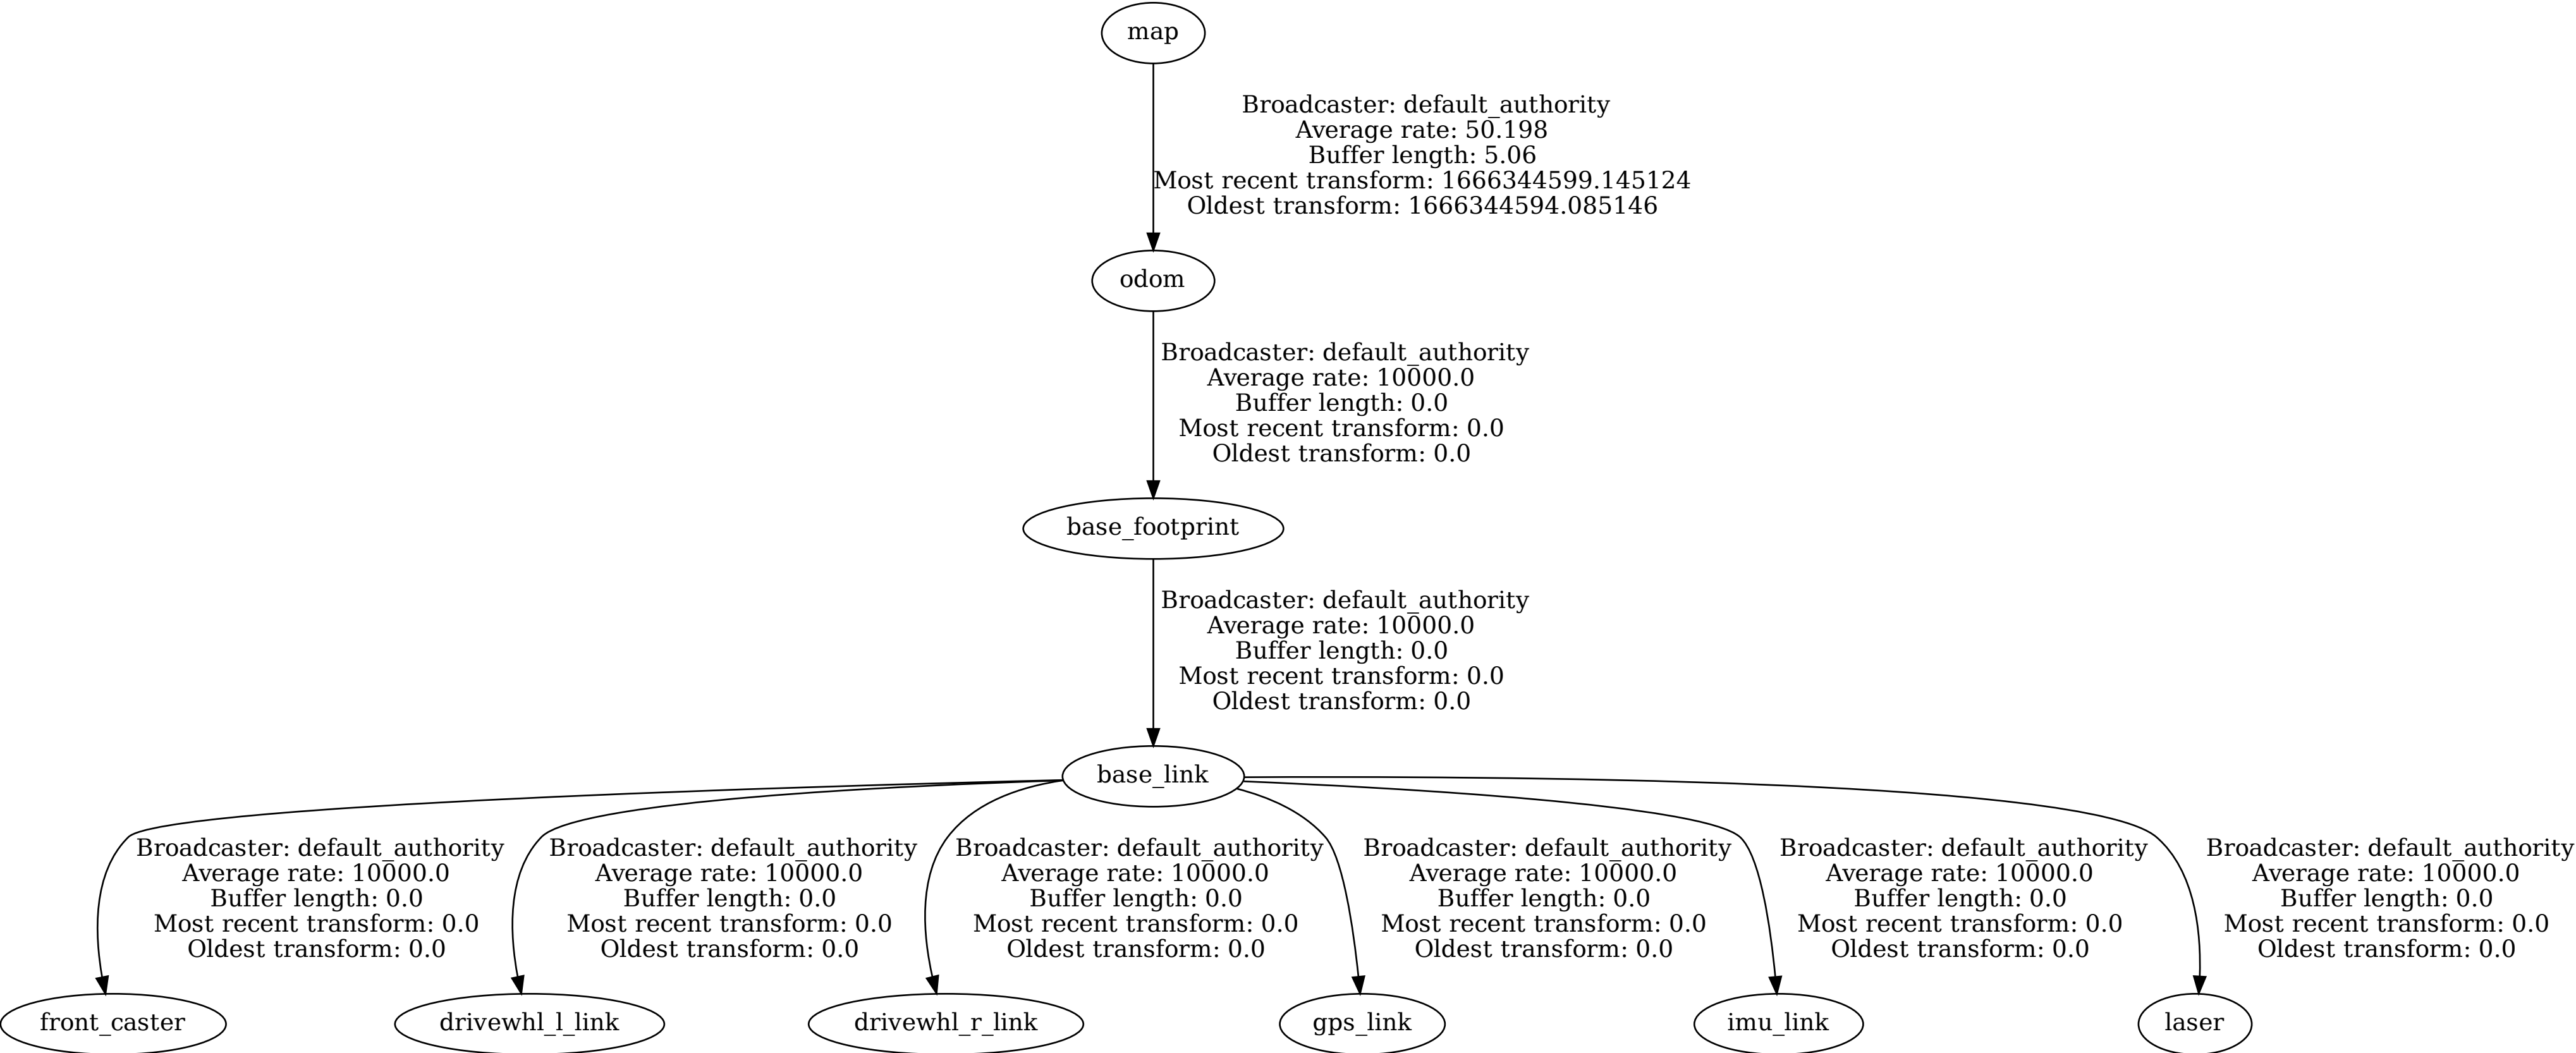 map
Broadcaster: default_authority
Average rate: 50.198
Buffer length: 5.06
Most recent transform: 1666344599.145124
Oldest transform: 1666344594.085146
odom
Broadcaster: default_authority
Average rate: 10000.0
Buffer length: 0.0
Most recent transform: 0.0
Oldest transform: 0.0
base_footprint
Broadcaster: default_authority
Average rate: 10000.0
Buffer length: 0.0
Most recent transform: 0.0
Oldest transform: 0.0
base_link
Broadcaster: default_authority
Average rate: 10000.0
Buffer length: 0.0
Most recent transform: 0.0
Oldest transform: 0.0
Broadcaster: default_authority
Average rate: 10000.0
Buffer length: 0.0
Most recent transform: 0.0
Oldest transform: 0.0
Broadcaster: default_authority
Average rate: 10000.0
Buffer length: 0.0
Most recent transform: 0.0
Oldest transform: 0.0
Broadcaster: default_authority
Average rate: 10000.0
Buffer length: 0.0
Most recent transform: 0.0
Oldest transform: 0.0
Broadcaster: default_authority
Average rate: 10000.0
Buffer length: 0.0
Most recent transform: 0.0
Oldest transform: 0.0
Broadcaster: default_authority
Average rate: 10000.0
Buffer length: 0.0
Most recent transform: 0.0
Oldest transform: 0.0
front_caster
drivewhl_l_link
drivewhl_r_link
gps_link
imu_link
laser